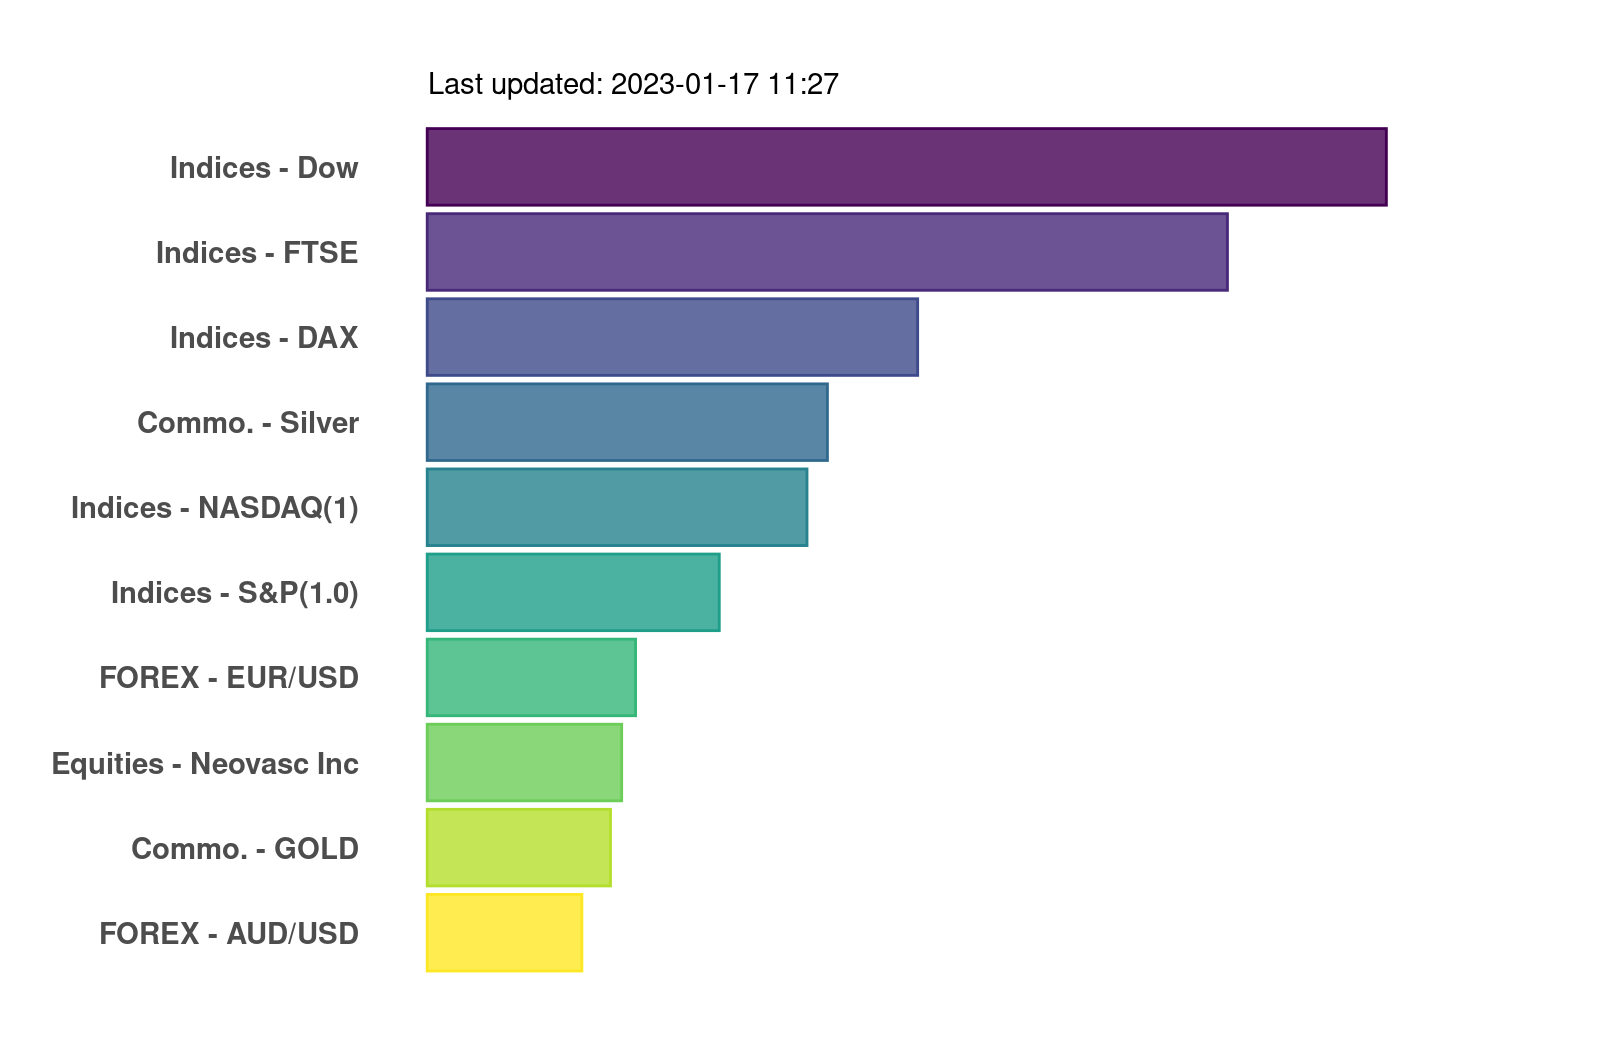 Last updated: 2023-01-17 11:27
Indices - Dow
Indices - FTSE
Indices - DAX
Commo. - Silver
Indices - NASDAQ(1)
Indices - S&P(1.0)
FOREX - EUR/USD
Equities - Neovasc Inc
Commo. - GOLD
FOREX - AUD/USD